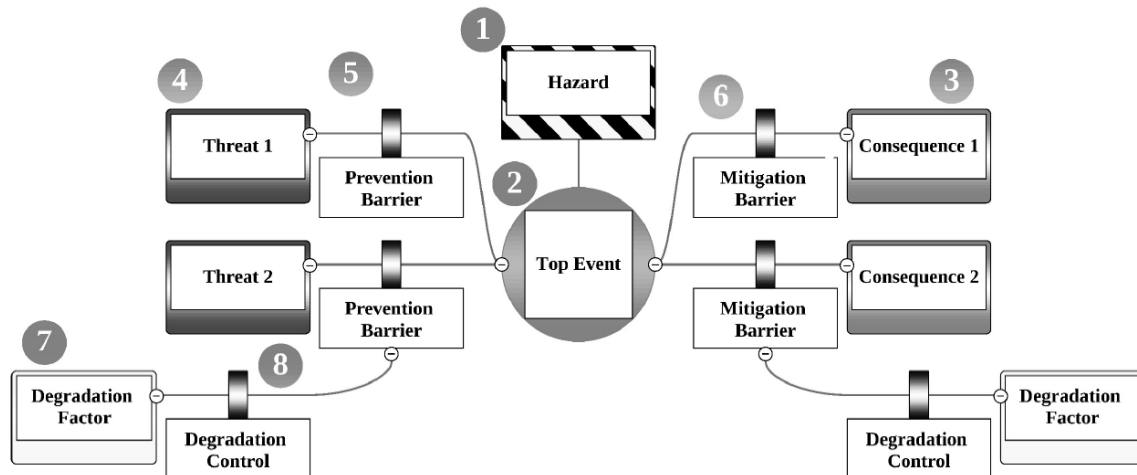 1
Hazard
4
Threat 1
5
Prevention
Barrier
6
Mitigation
Barrier
3
Consequence 1
2
Top Event
Threat 2
Prevention
Barrier
Mitigation
Barrier
Consequence 2
7
Degradation
Factor
8
Degradation
Control
Degradation
Control
Degradation
Factor